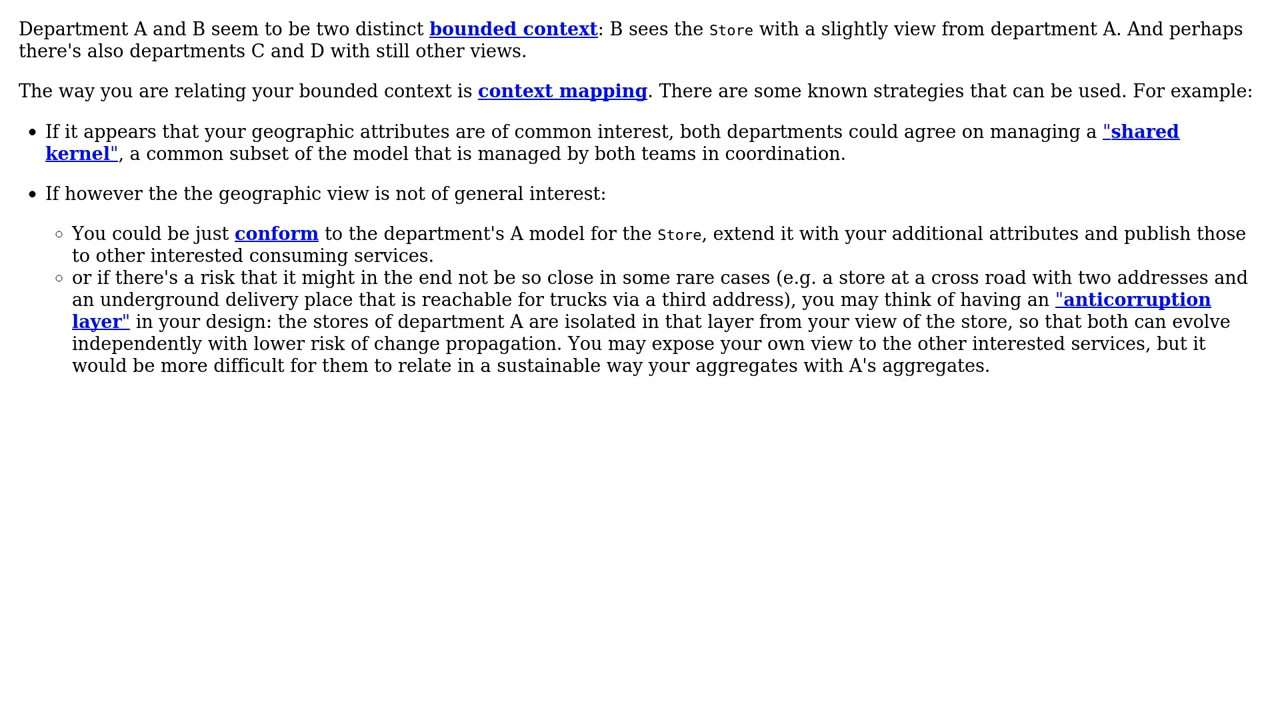 Department A and B seem to be two distinct bounded context: B sees the Store with a slightly view from department A. And perhaps
there's also departments C and D with still other views.
The way you are relating your bounded context is context mapping. There are some known strategies that can be used. For example:
• If it appears that your geographic attributes are of common interest, both departments could agree on managing a "shared
kernel", a common subset of the model that is managed by both teams in coordination.
• If however the the geographic view is not of general interest:
◦ You could be just conform to the department's A model for the Store, extend it with your additional attributes and publish those
to other interested consuming services.
◦ or if there's a risk that it might in the end not be so close in some rare cases (e.g. a store at a cross road with two addresses and
an underground delivery place that is reachable for trucks via a third address), you may think of having an "anticorruption
layer" in your design: the stores of department A are isolated in that layer from your view of the store, so that both can evolve
independently with lower risk of change propagation. You may expose your own view to the other interested services, but it
would be more difficult for them to relate in a sustainable way your aggregates with A's aggregates.